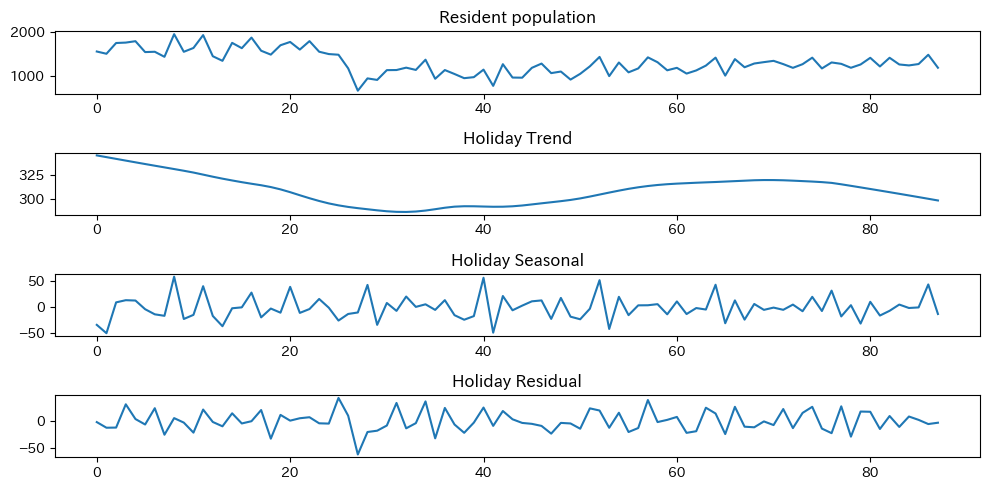 Resident population
2000
1000
0 20 40 60 80
Holiday Trend
325
300
0 20 40 60 80
Holiday Seasonal
50
0
−50
0 20 40 60 80
Holiday Residual
0
−50
0 20 40 60 80